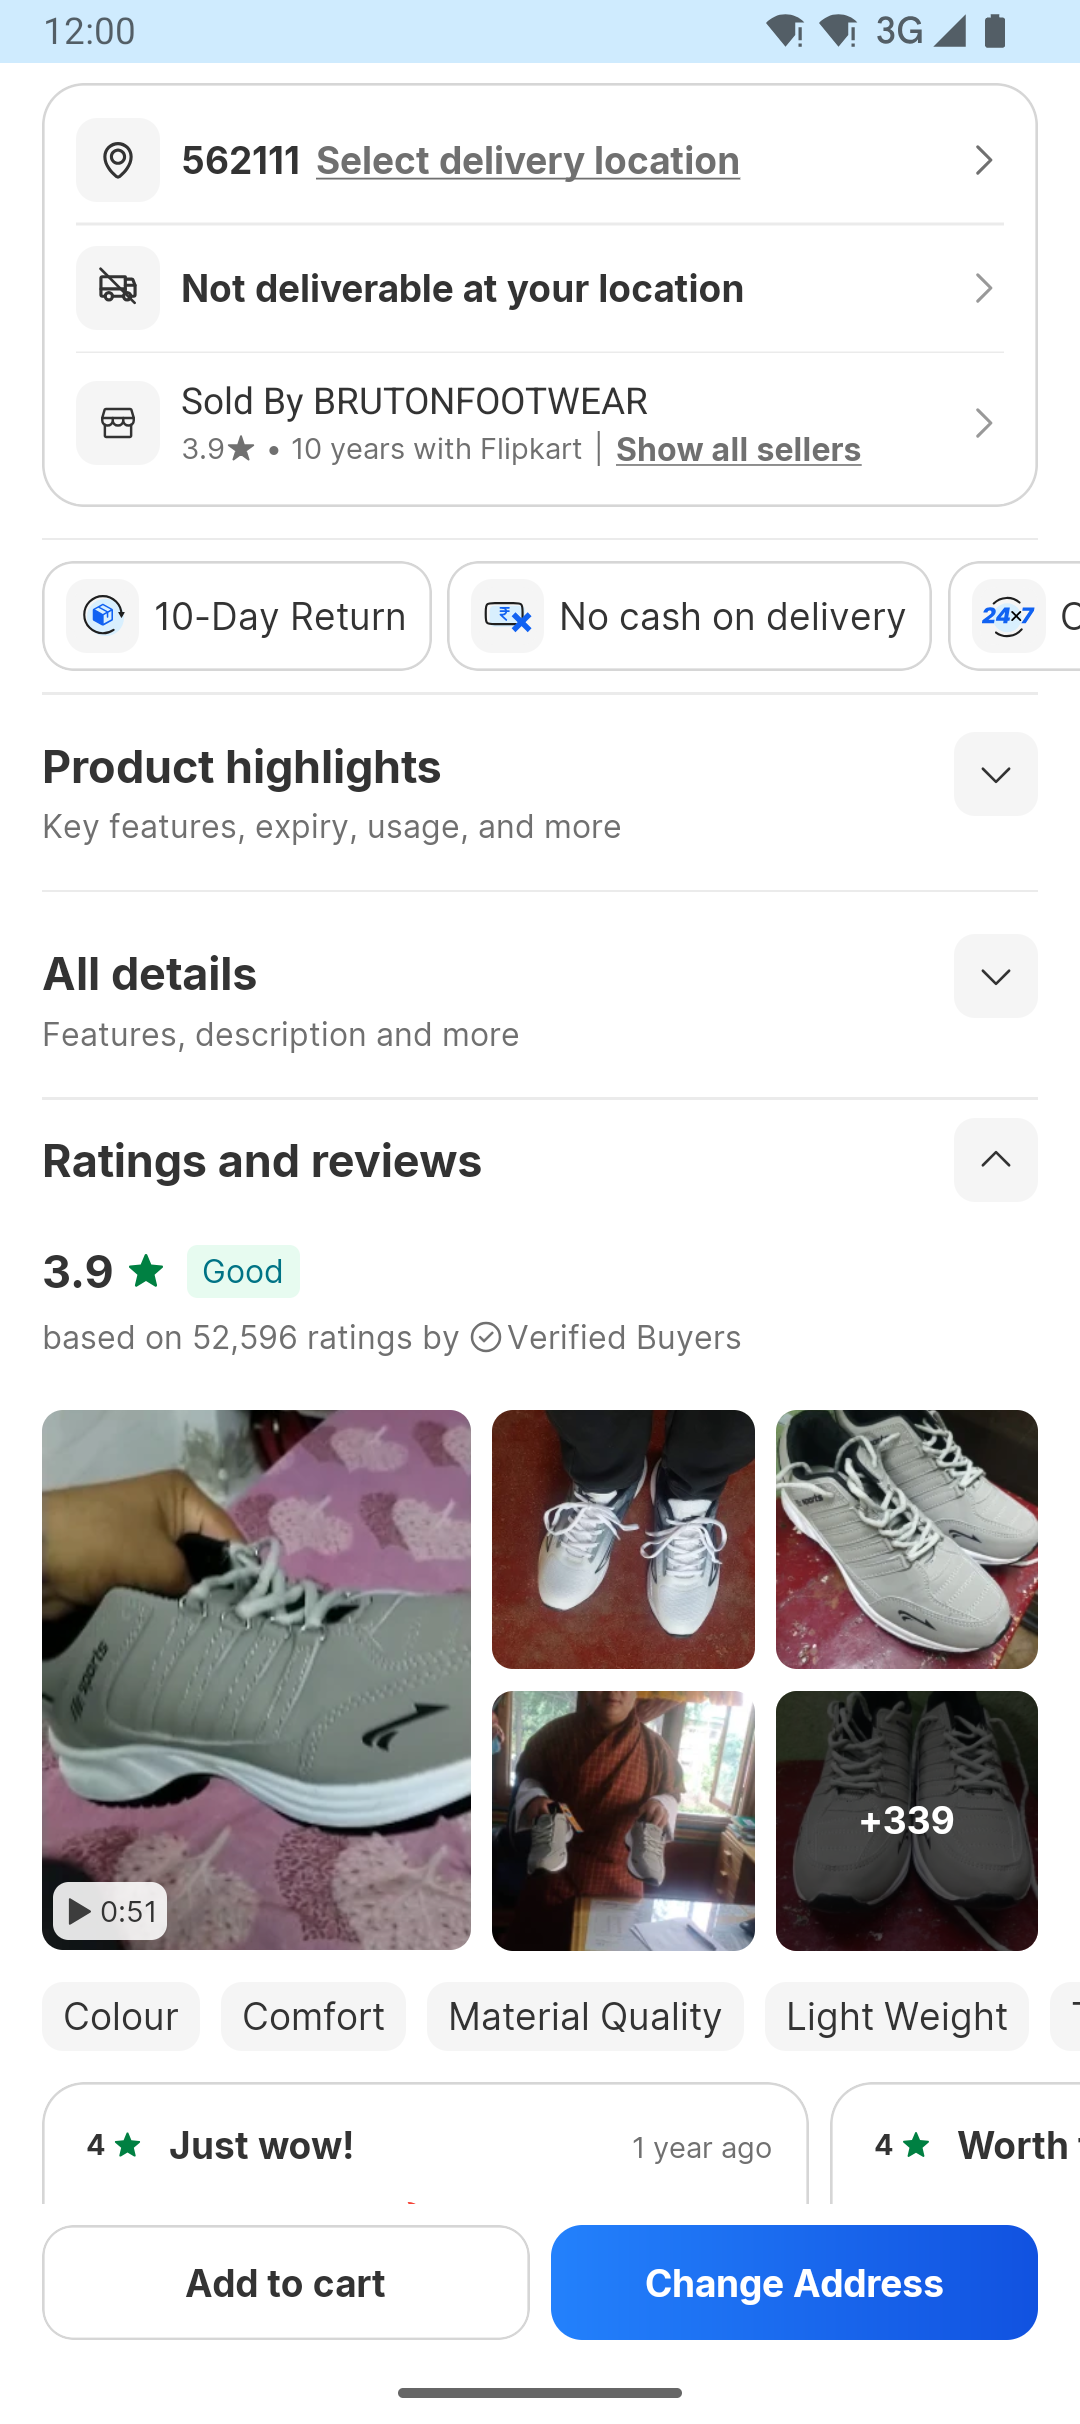 12:00
3G
562111 Select delivery location
Not deliverable at your location
Sold By BRUTONFOOTWEAR
3.9★ • 10 years with Flipkart | Show all sellers
10-Day Return
No cash on delivery
24x7
Product highlights
Key features, expiry, usage, and more
All details
Features, description and more
Ratings and reviews
3.9 ★ Good
based on 52,596 ratings by Verified Buyers
sports
sports
0:51
+339
Colour
Comfort
Material Quality
Light Weight
4 ★ Just wow!
1 year ago
4 ★ Worth
Add to cart
Change Address